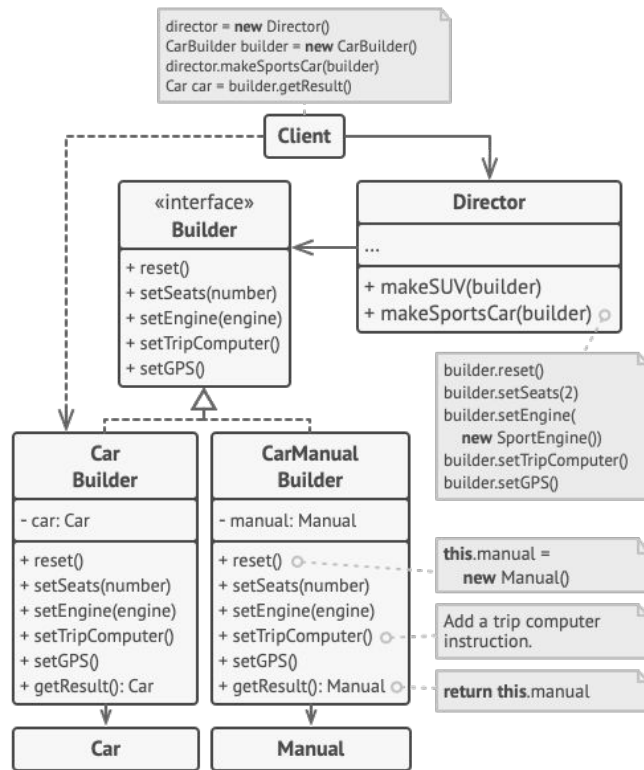 director = new Director()
CarBuilder builder = new CarBuilder()
director.makeSportsCar(builder)
Car car = builder.getResult()
Client
«interface»
Builder
+ reset()
+ setSeats(number)
+ setEngine(engine)
+ setTripComputer()
+ setGPS()
Director
...
+ makeSUV(builder)
+ makeSportsCar(builder)
builder.reset()
builder.setSeats(2)
builder.setEngine(
new SportEngine())
builder.setTripComputer()
builder.setGPS()
Car
Builder
- car: Car
+ reset()
+ setSeats(number)
+ setEngine(engine)
+ setTripComputer()
+ setGPS()
+ getResult(): Car
CarManual
Builder
- manual: Manual
+ reset()
+ setSeats(number)
+ setEngine(engine)
+ setTripComputer()
+ setGPS()
+ getResult(): Manual
this.manual =
new Manual()
Add a trip computer
instruction.
return this.manual
Car
Manual